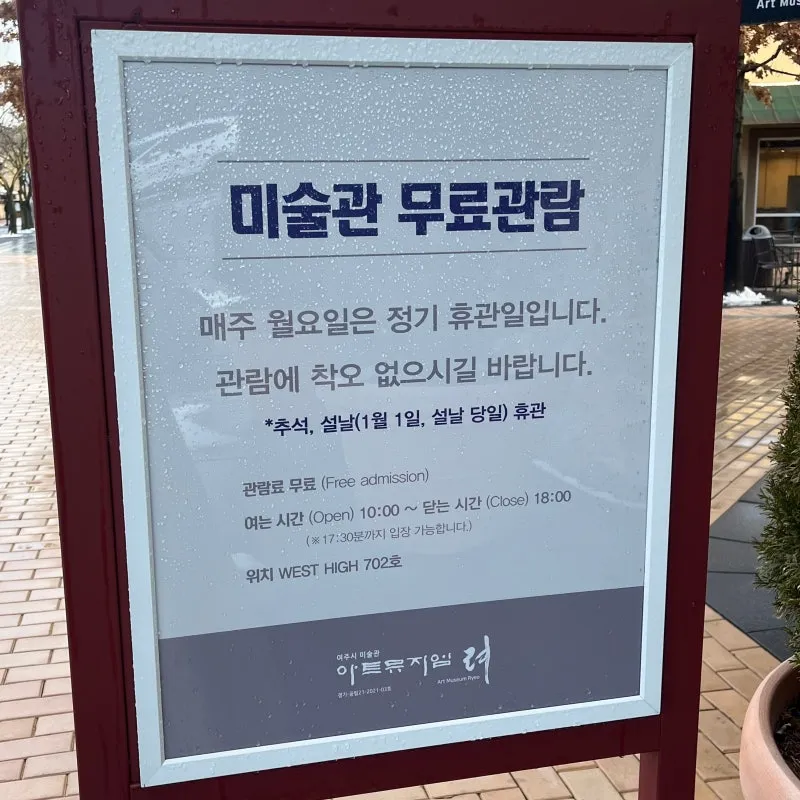 Art Mus
미술관 무료관람
매주 월요일은 정기 휴관일입니다.
관람에 착오 없으시길 바랍니다.
*추석, 설날(1월 1일, 설날 당일) 휴관
관람료 무료 (Free admission)
여는 시간 (Open) 10:00 ～ 닫는 시간 (Close) 18:00
(※17:30분까지 입장 가능합니다.)
위치 WEST HIGH 702호
여주시 미술관
아트뮤지엄 려
Art Museum Ryeo